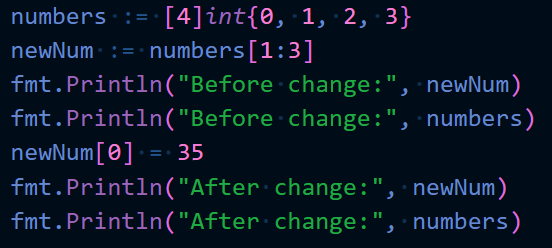 numbers := [4]int{0, 1, 2, 3}
newNum := numbers[1:3]
fmt.Println("Before change:", newNum)
fmt.Println("Before change:", numbers)
newNum[0] = 35
fmt.Println("After change:", newNum)
fmt.Println("After change:", numbers)